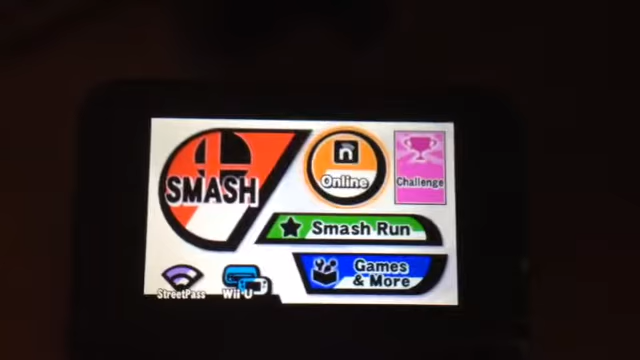 SMASH
n
Online
Challenge
Smash Run
Games
& More
StreetPass
Wii U